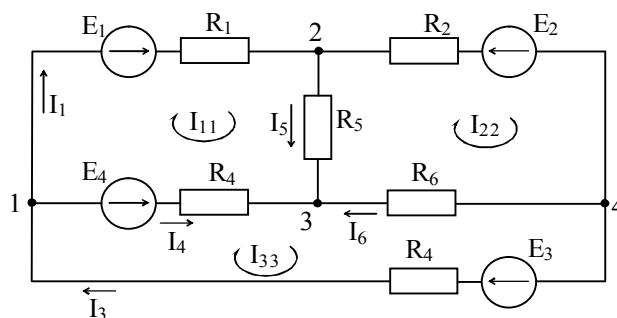 E1 R1 2 R2 E2
I1 I11 I5 R5 I22
E4 R4 R6
1 I4 3 I6 4
I33 R4 E3
I3